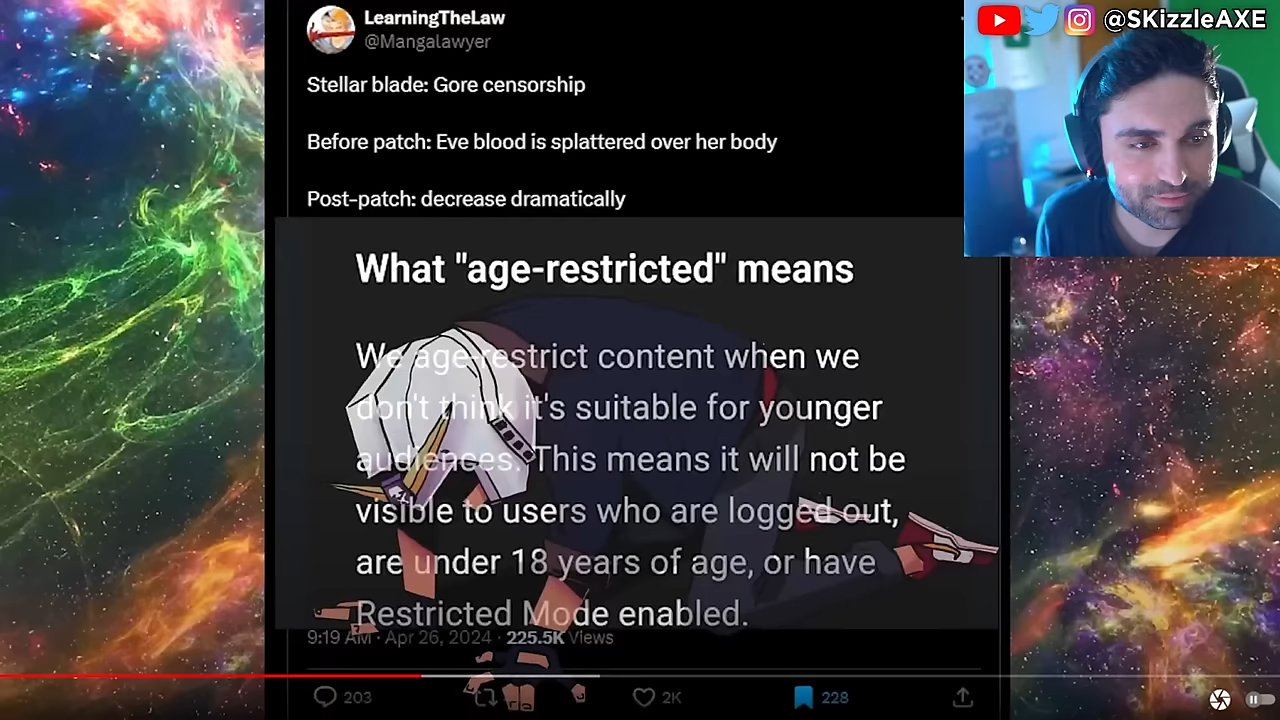 LearningTheLaw
@SKizzleAXE
@Mangalawyer
Stellar blade: Gore censorship
Before patch: Eve blood is splattered over her body
Post-patch: decrease dramatically
What "age-restricted" means
We age-restrict content when we
don't think it's suitable for younger
audiences. This means it will not be
visible to users who are logged out,
are under 18 years of age, or have
Restricted Mode enabled.
9:19 AM · Apr 26, 2024 · 225.5K Views
203
2K
228